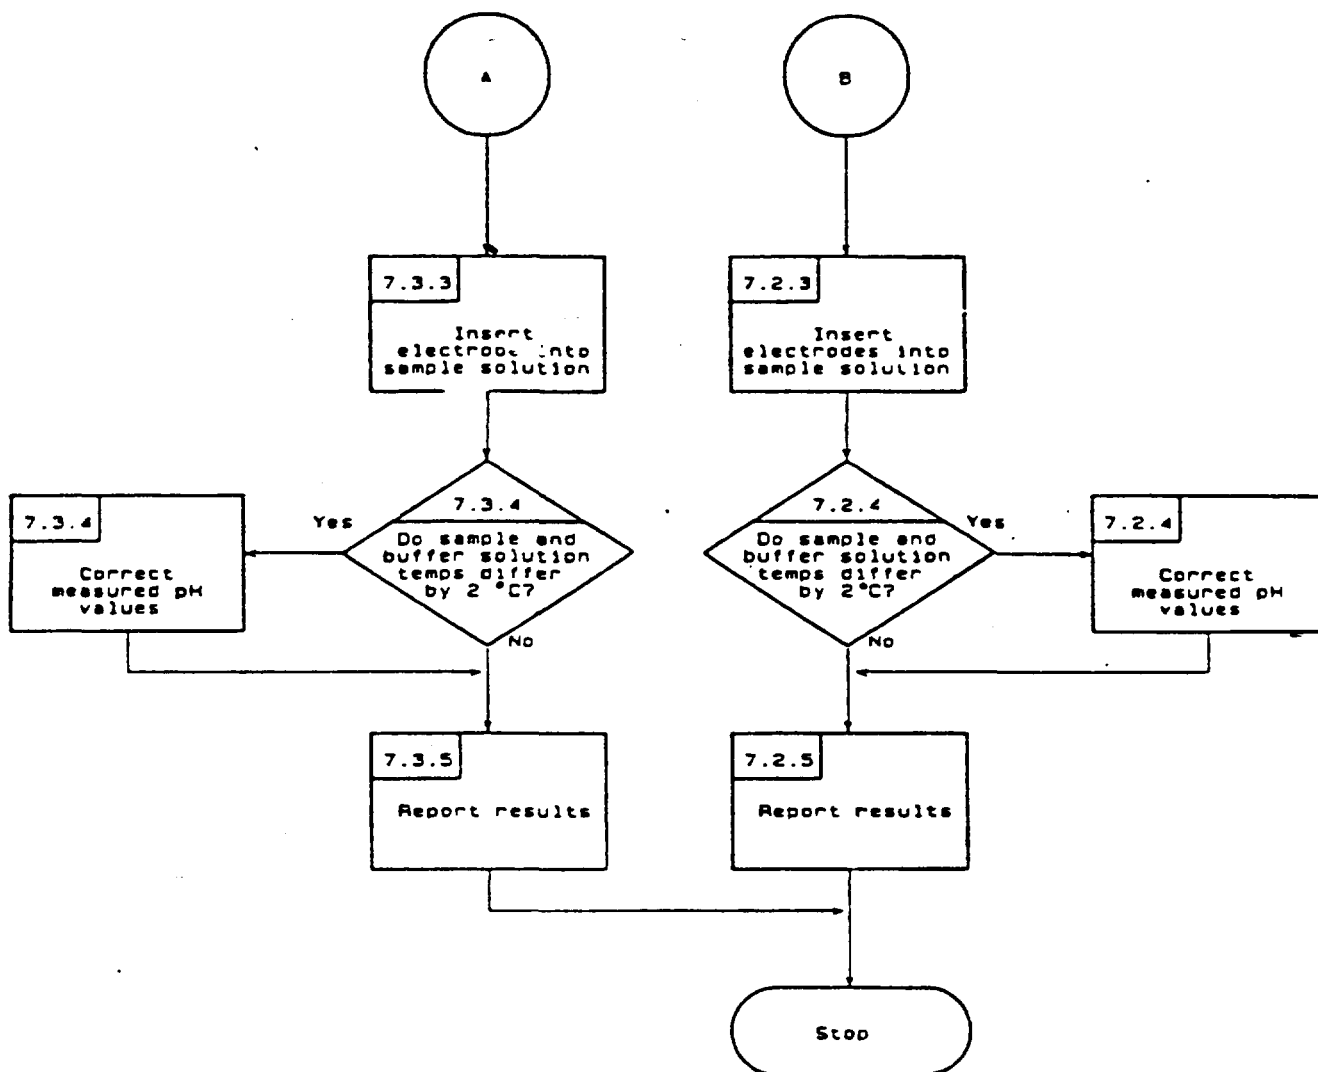 A
B
7.3.3
Insert
into
sample solution
7.2.3
Insert
electrodes into
sample solution
7.3.4
Do sample and
buffer solution
temps differ
by 2 °C?
Yes
No
7.3.4
Correct
measured pH
values
7.2.4
Do sample and
buffer solution
temps differ
by 2°C?
Yes
No
7.2.4
Correct
measured pH
values
7.3.5
Report results
7.2.5
Report results
Stop